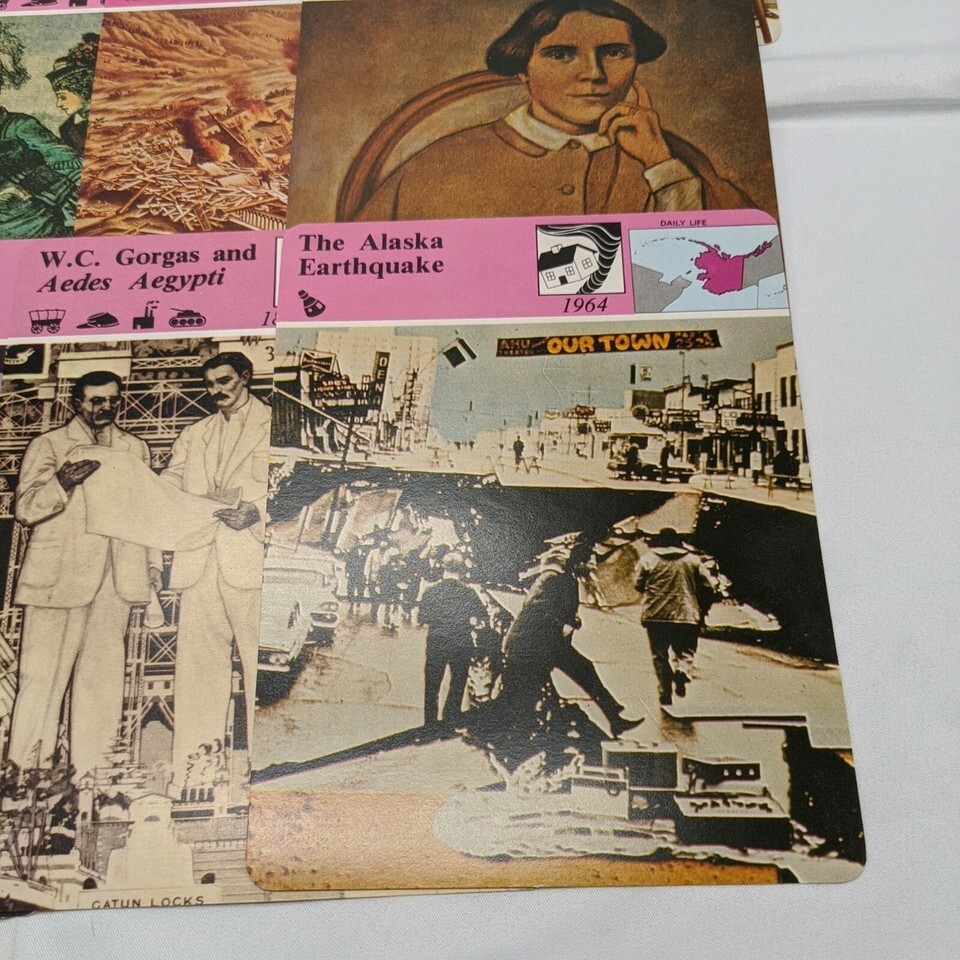 W.C. Gorgas and
Aedes Aegypti
The Alaska
Earthquake
1964
DAILY LIFE
OUR TOWN
GATUN LOCKS